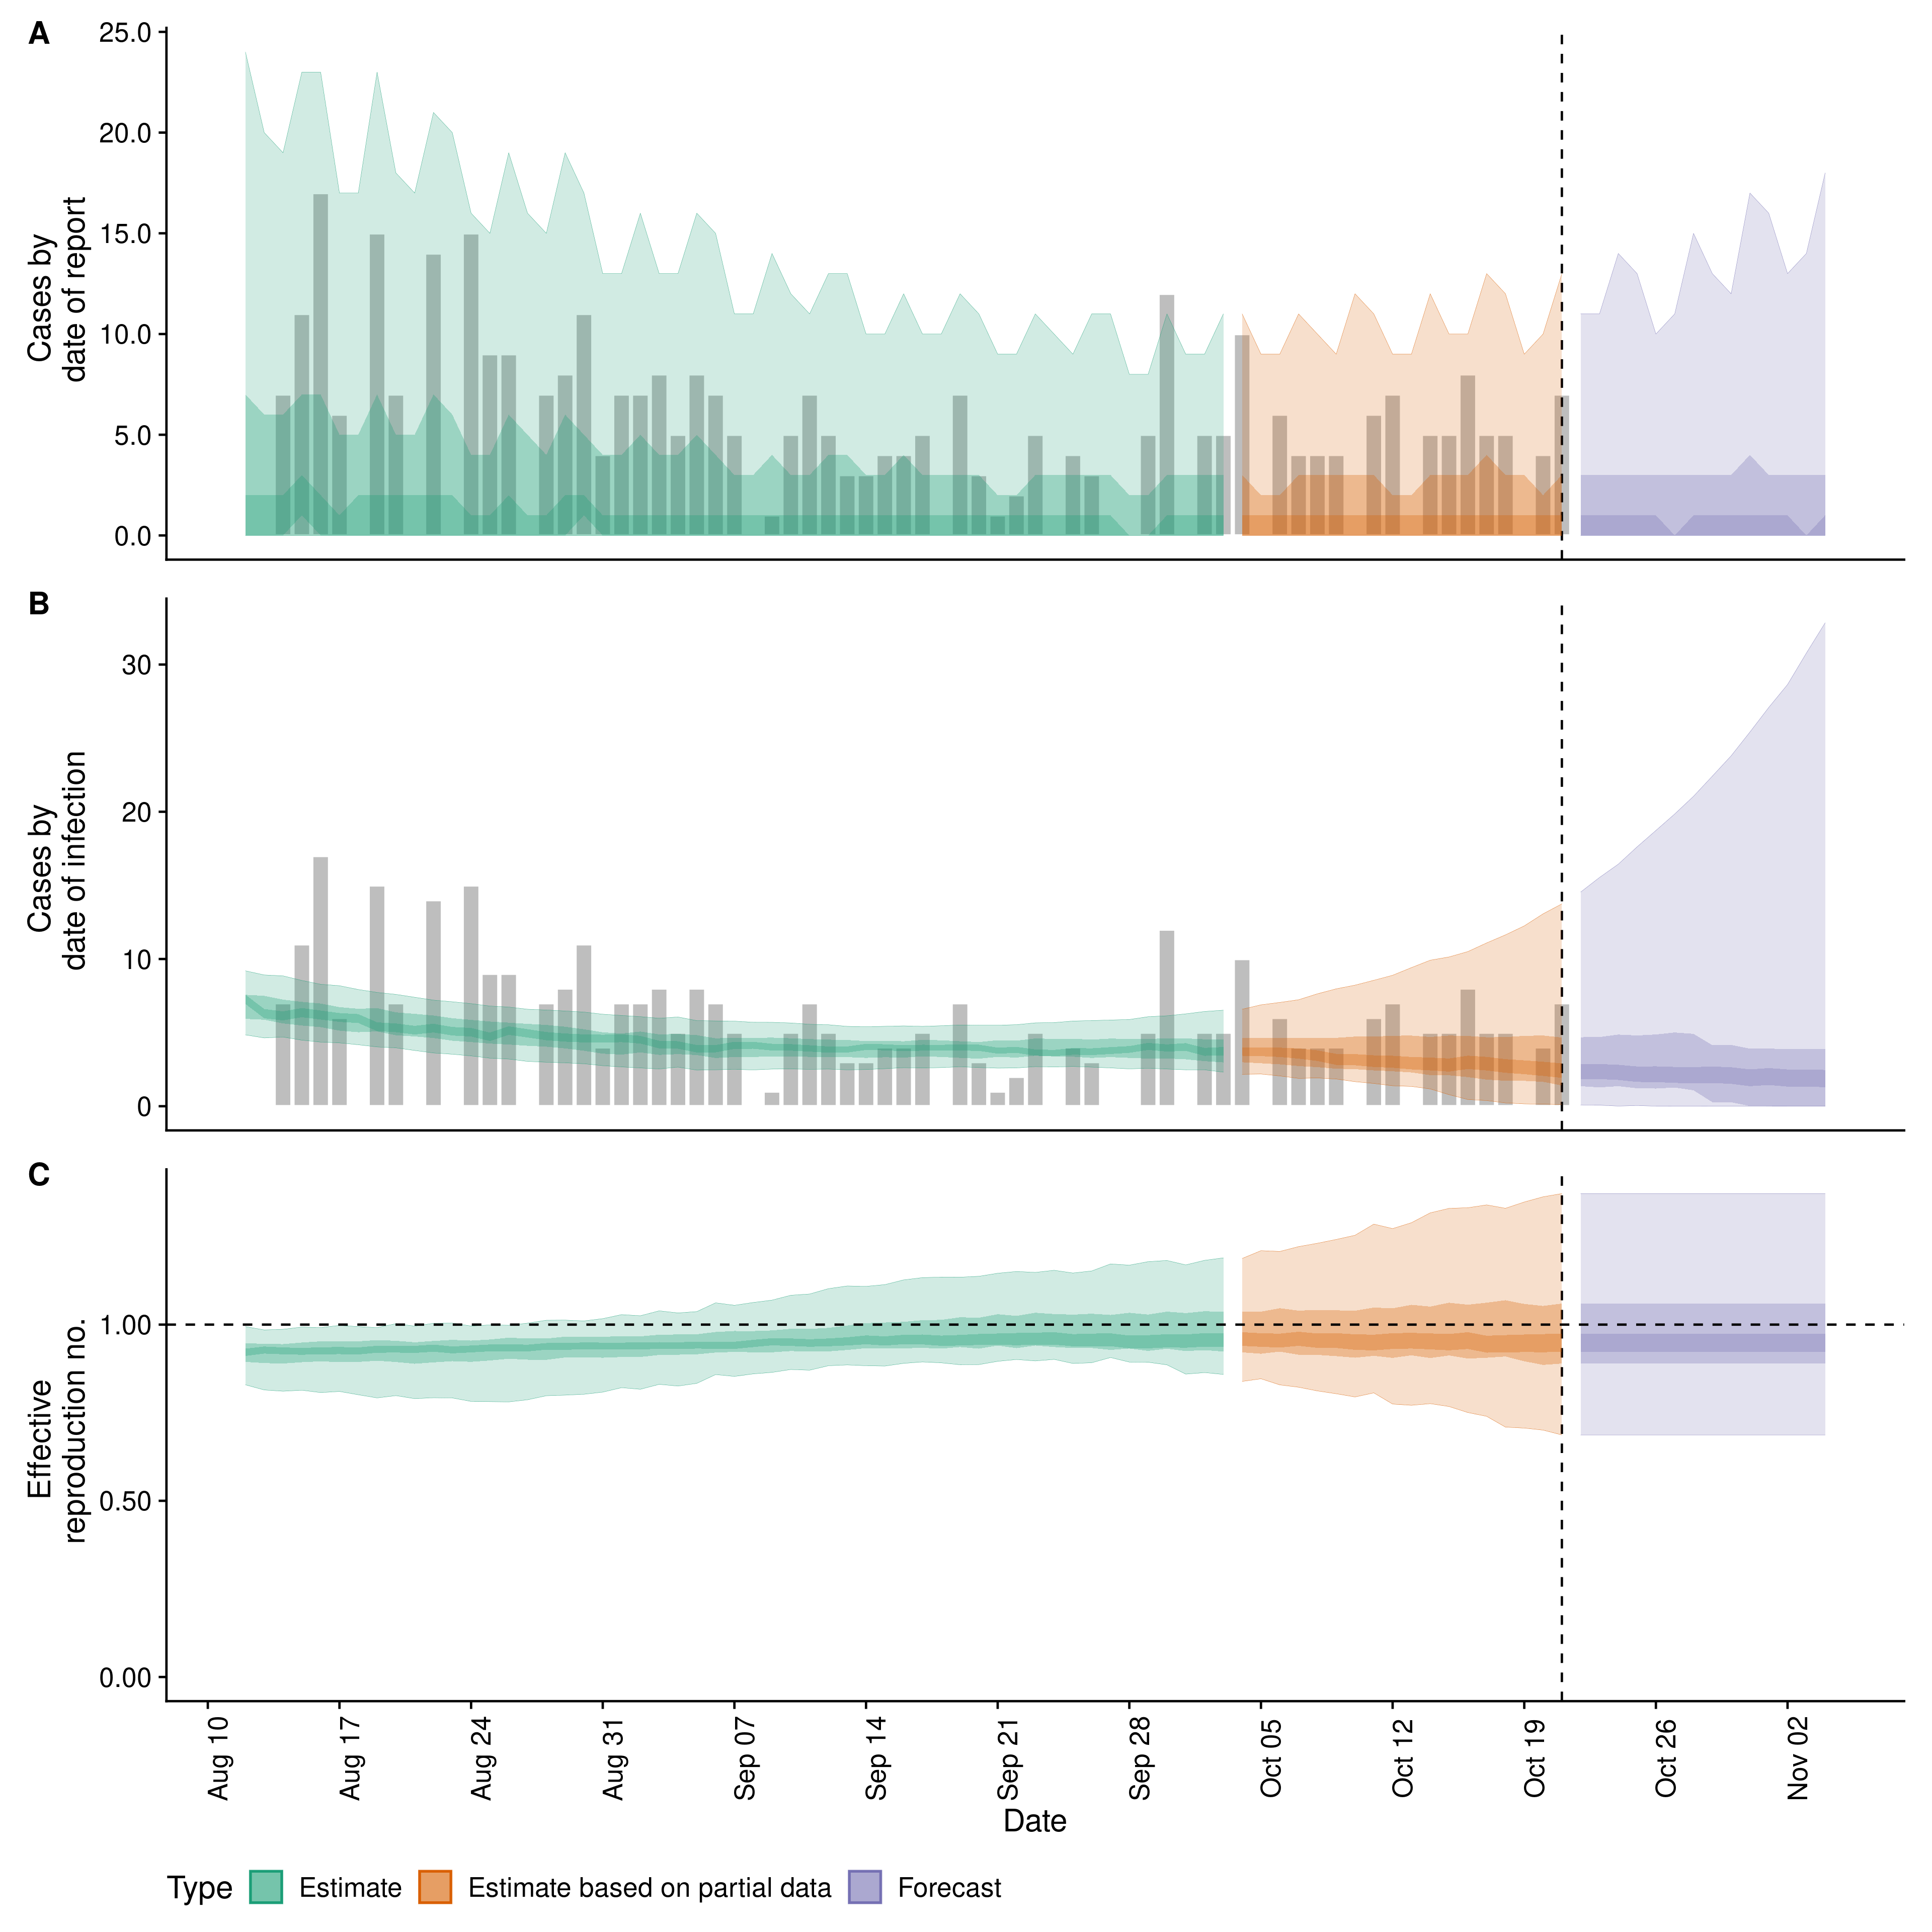 A
25.0
20.0
15.0
10.0
5.0
0.0
Cases by
date of report
B
30
20
10
0
Cases by
date of infection
C
1.00
0.50
0.00
Effective
reproduction no.
Aug 10
Aug 17
Aug 24
Aug 31
Sep 07
Sep 14
Sep 21
Sep 28
Oct 05
Oct 12
Oct 19
Oct 26
Nov 02
Date
Type Estimate Estimate based on partial data Forecast